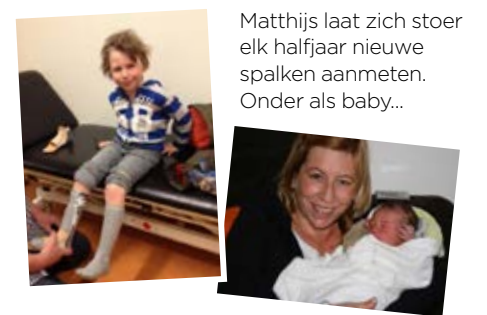 Matthijs laat zich stoer
elk halfjaar nieuwe
spalken aanmeten.
Onder als baby...